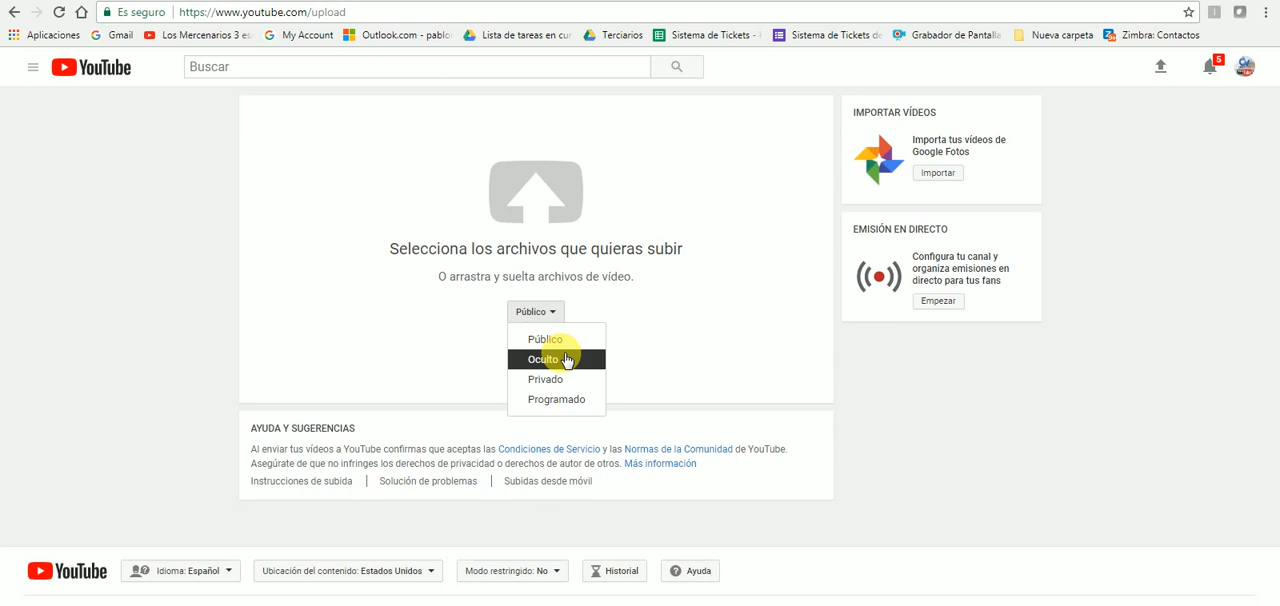 Es seguro https://www.youtube.com/upload
Aplicaciones Gmail Los Mercenarios 3 es My Account Outlook.com - pablo Lista de tareas en cur Terciarios Sistema de Tickets - Sistema de Tickets de Grabador de Pantalla Nueva carpeta Zimbra: Contactos
YouTube
Buscar
5
Selecciona los archivos que quieras subir
O arrastra y suelta archivos de vídeo.
Público
Público
Oculto
Privado
Programado
IMPORTAR VÍDEOS
Importa tus vídeos de
Google Fotos
Importar
EMISIÓN EN DIRECTO
Configura tu canal y
organiza emisiones en
directo para tus fans
Empezar
AYUDA Y SUGERENCIAS
Al enviar tus vídeos a YouTube confirmas que aceptas las Condiciones de Servicio y las Normas de la Comunidad de YouTube.
Asegúrate de que no infringes los derechos de privacidad o derechos de autor de otros. Más información
Instrucciones de subida Solución de problemas Subidas desde móvil
YouTube Idioma: Español Ubicación del contenido: Estados Unidos Modo restringido: No Historial Ayuda